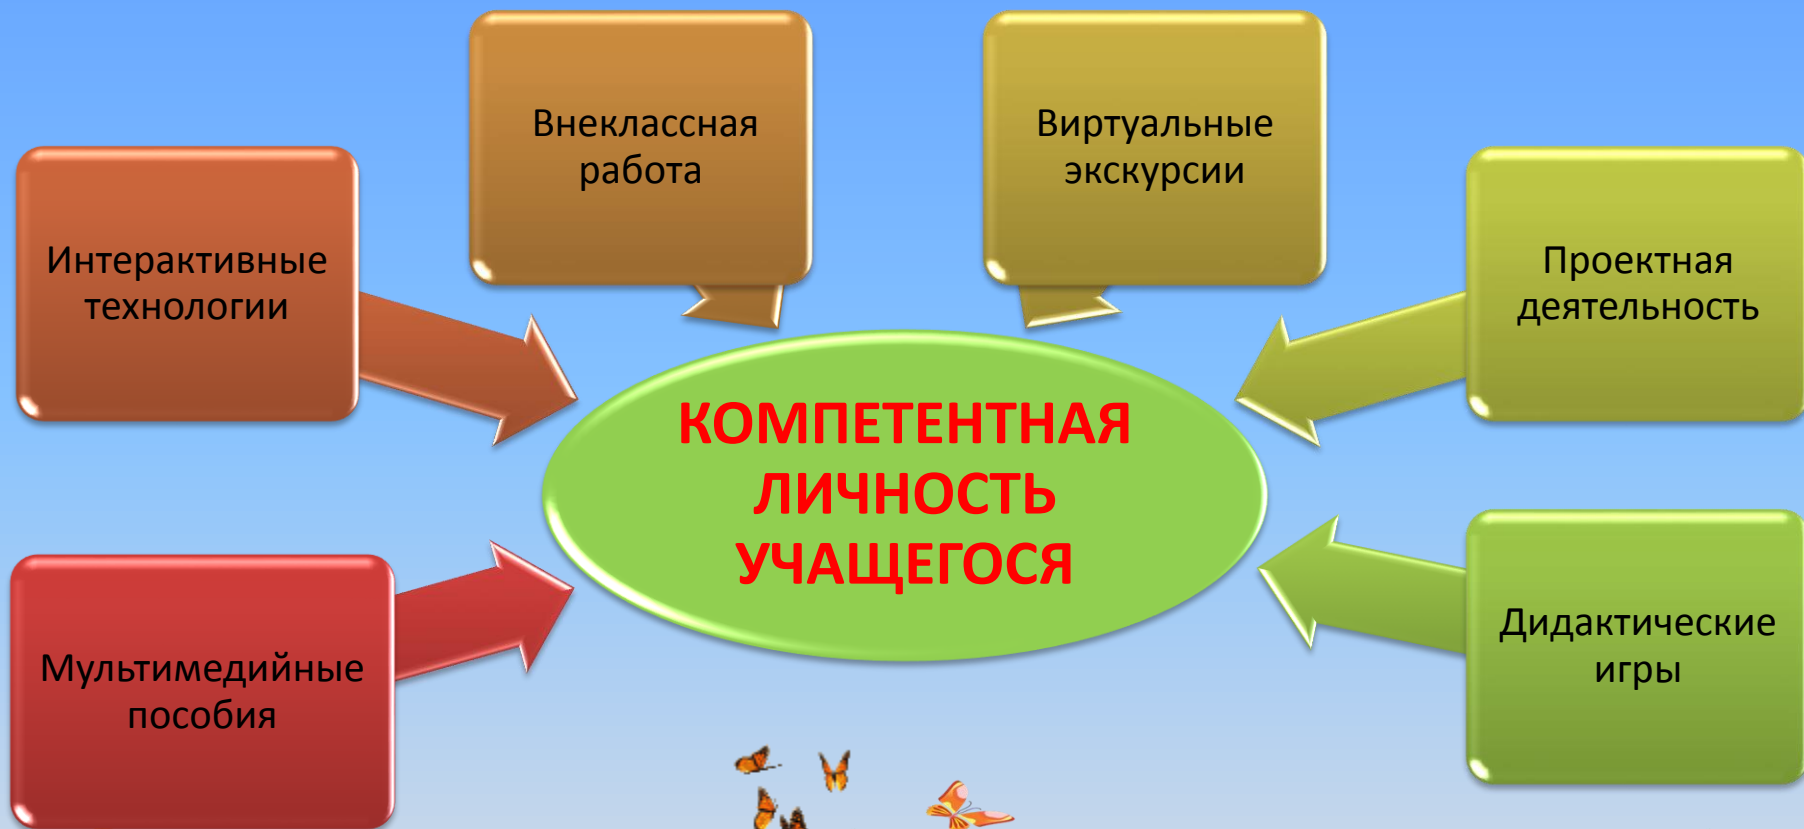 Внеклассная
работа
Виртуальные
экскурсии
Интерактивные
технологии
Проектная
деятельность
КОМПЕТЕНТНАЯ
ЛИЧНОСТЬ
УЧАЩЕГОСЯ
Мультимедийные
пособия
Дидактические
игры